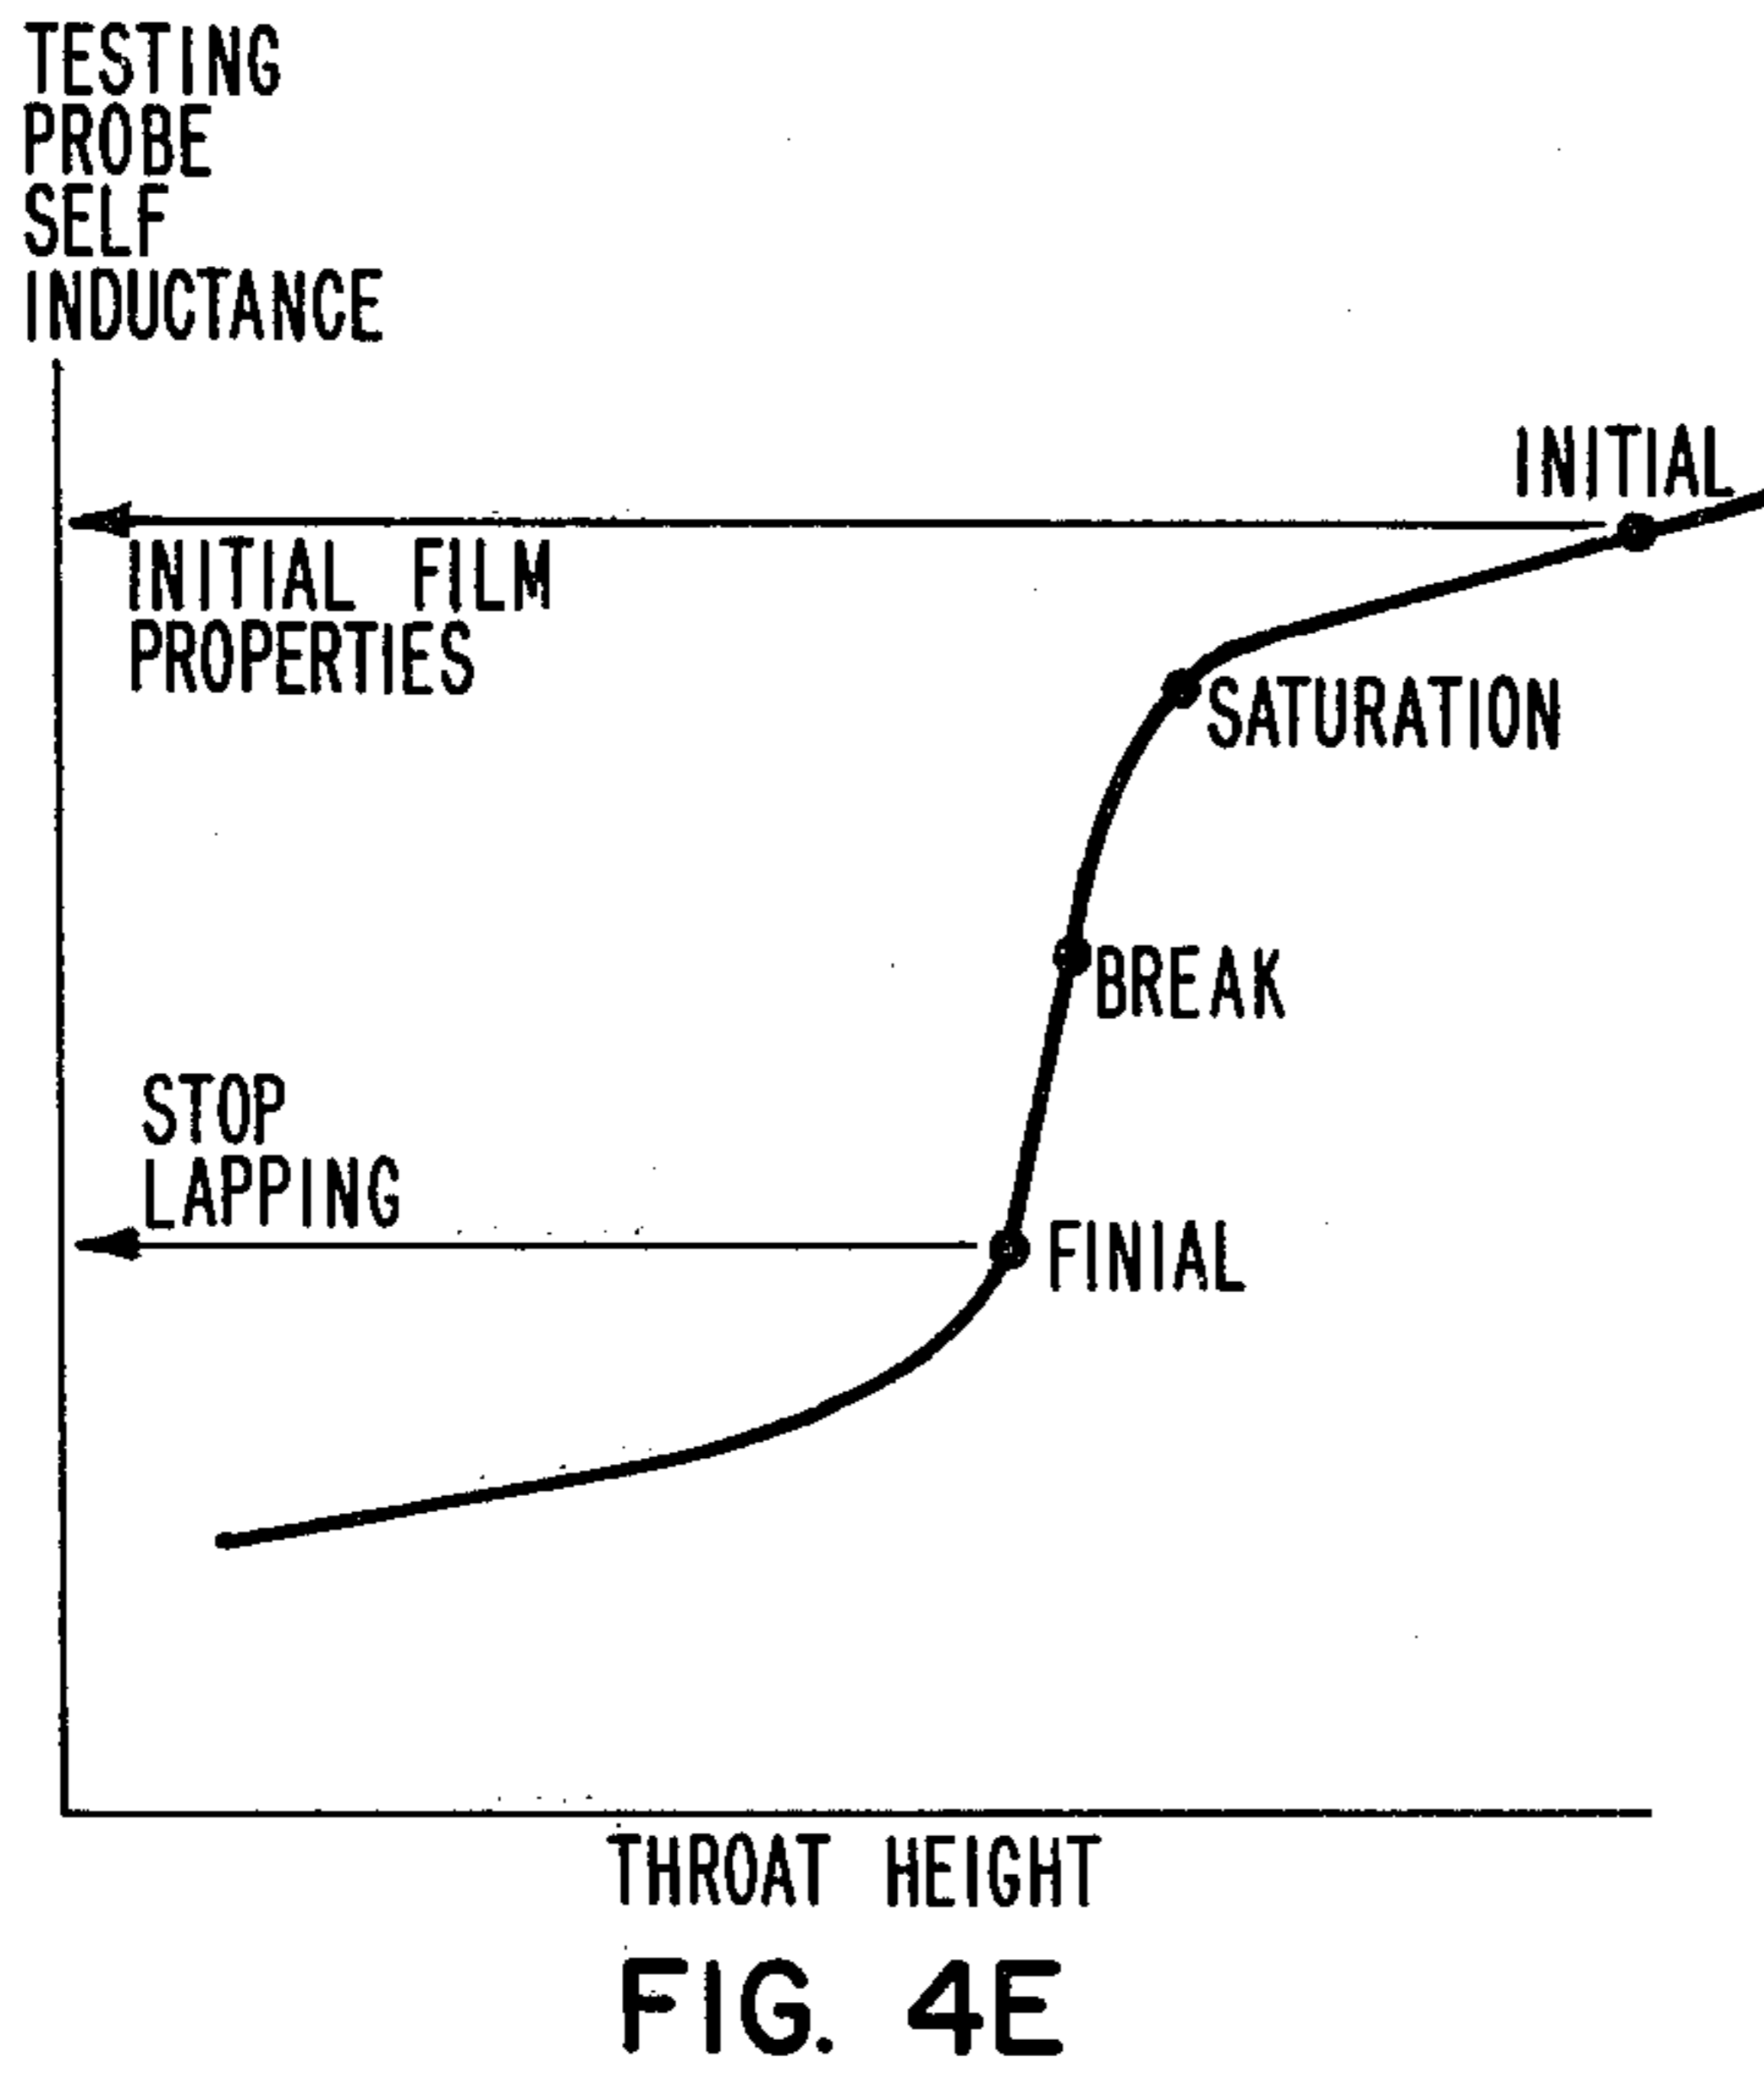 TESTING
PROBE
SELF
INDUCTANCE
INITIAL
INITIAL FILM
PROPERTIES
SATURATION
BREAK
STOP
LAPPING
FINIAL
THROAT HEIGHT
FIG. 4E